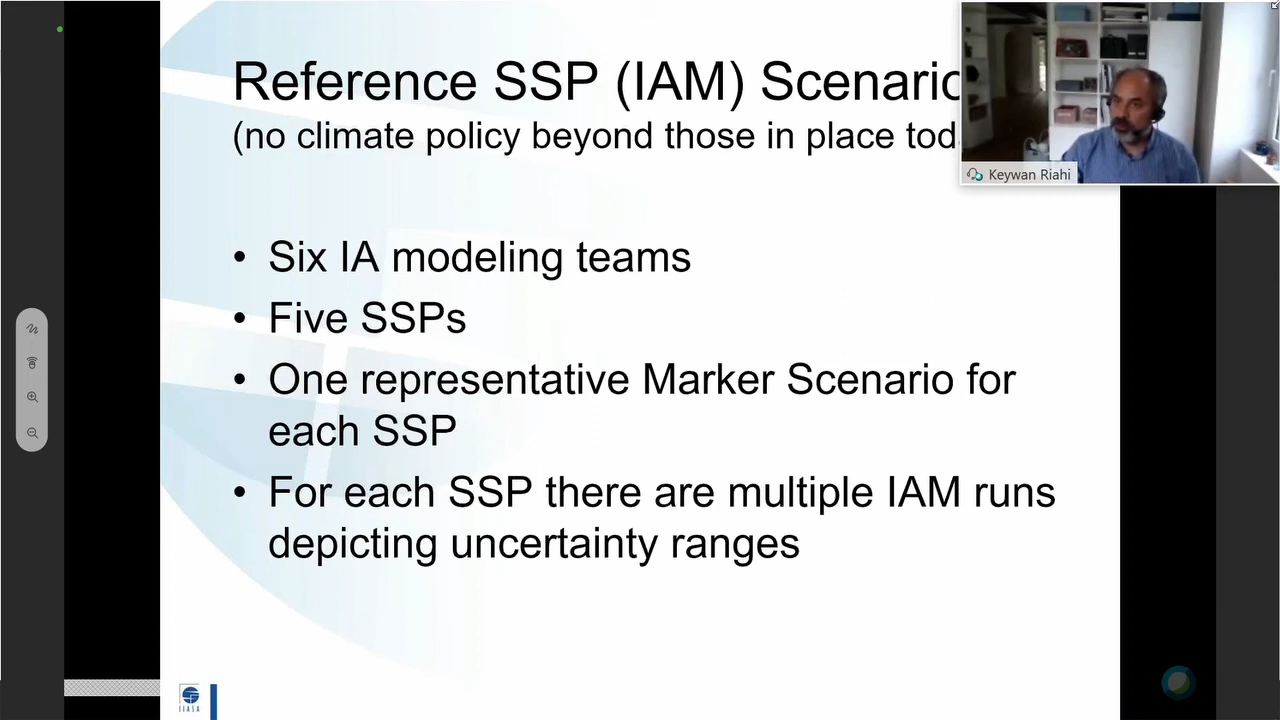 Reference SSP (IAM) Scenario
(no climate policy beyond those in place tod
Keywan Riahi
• Six IA modeling teams
• Five SSPs
• One representative Marker Scenario for
each SSP
• For each SSP there are multiple IAM runs
depicting uncertainty ranges
IIASA